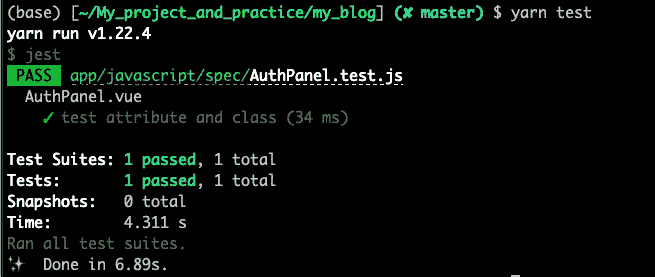 (base) [~/My_project_and_practice/my_blog] (✘ master) $ yarn test
yarn run v1.22.4
$ jest
PASS app/javascript/spec/AuthPanel.test.js
AuthPanel.vue
✓ test attribute and class (34 ms)
Test Suites: 1 passed, 1 total
Tests: 1 passed, 1 total
Snapshots: 0 total
Time: 4.311 s
Ran all test suites.
✨ Done in 6.89s.